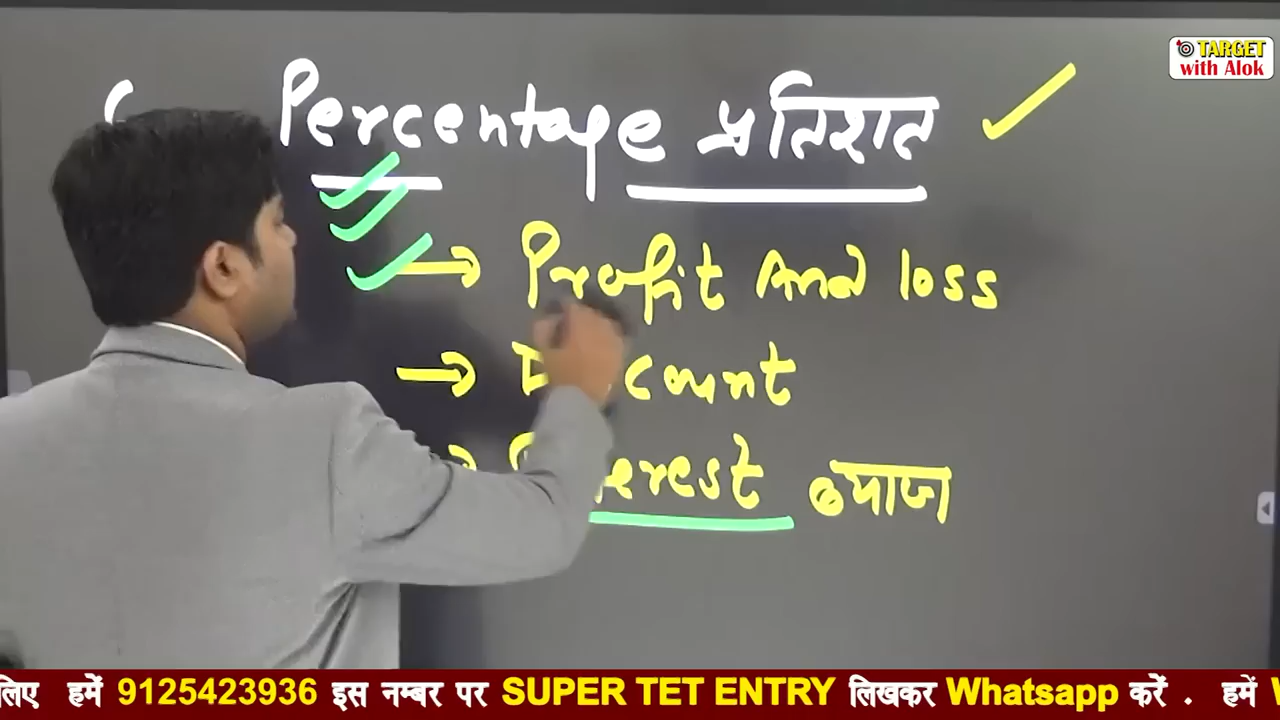 TARGET
with Alok
Percentage प्रतिशत
→ Profit And loss
→ count
→ erest ब्याज
लिए हमें 9125423936 इस नम्बर पर SUPER TET ENTRY लिखकर Whatsapp करें . हमें